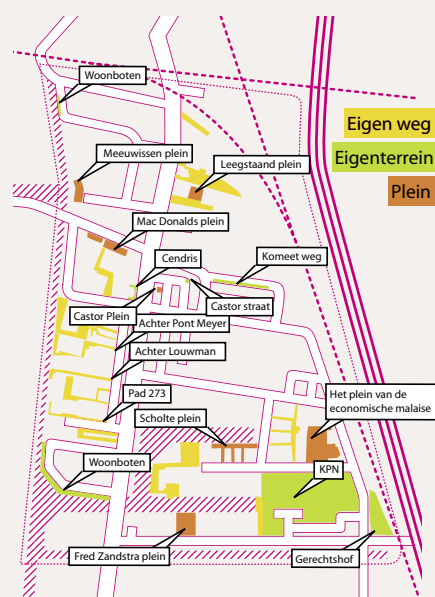 Woonboten
Eigen weg
Meeuwissen plein
Leegstaand plein
Eigenterrein
Plein
Mac Donalds plein
Cendris
Komeet weg
Castor straat
Castor Plein
Achter Pont Meyer
Achter Louwman
Pad 273
Het plein van de
economische malaise
Scholte plein
Woonboten
KPN
Fred Zandstra plein
Gerechtshof